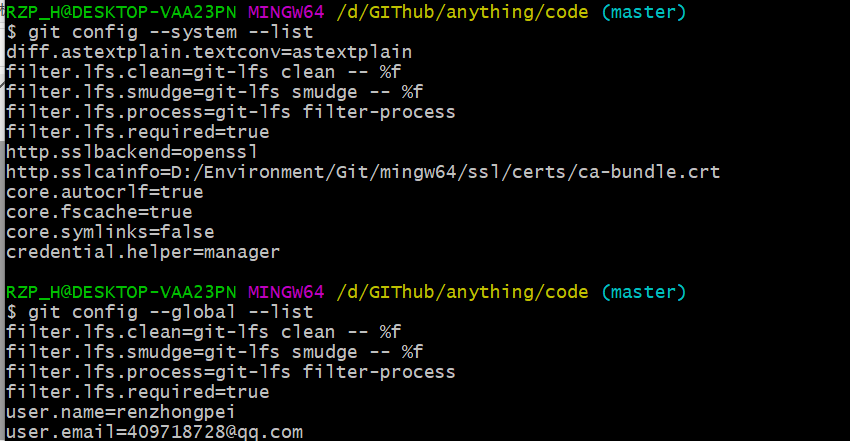 RZP_H@DESKTOP-VAA23PN MINGW64 /d/GIThub/anything/code (master)
$ git config --system --list
diff.astextplain.textconv=astextplain
filter.lfs.clean=git-lfs clean -- %f
filter.lfs.smudge=git-lfs smudge -- %f
filter.lfs.process=git-lfs filter-process
filter.lfs.required=true
http.sslbackend=openssl
http.sslcainfo=D:/Environment/Git/mingw64/ssl/certs/ca-bundle.crt
core.autocrlf=true
core.fscache=true
core.symlinks=false
credential.helper=manager
RZP_H@DESKTOP-VAA23PN MINGW64 /d/GIThub/anything/code (master)
$ git config --global --list
filter.lfs.clean=git-lfs clean -- %f
filter.lfs.smudge=git-lfs smudge -- %f
filter.lfs.process=git-lfs filter-process
filter.lfs.required=true
user.name=renzhongpei
user.email=409718728@qq.com